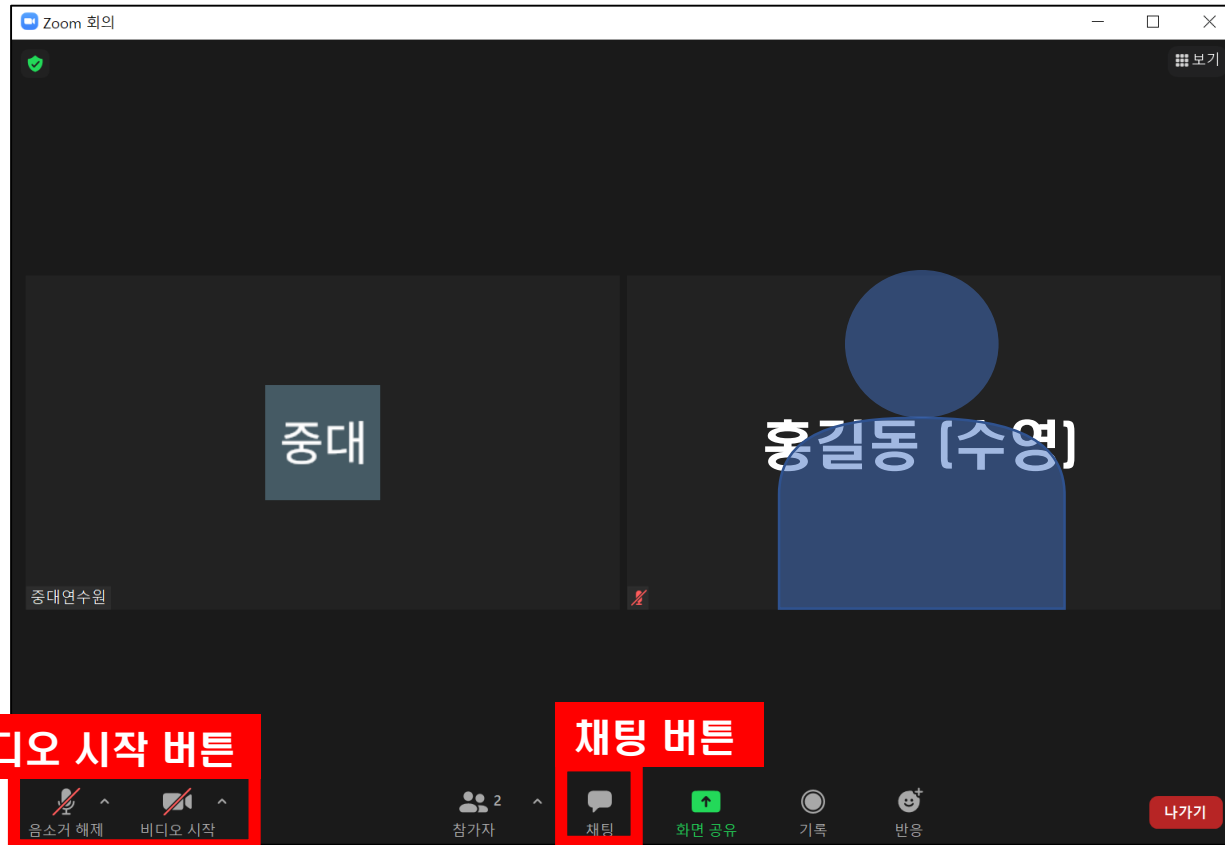 Zoom 회의
보기
중대
홍길동 (수영)
중대연수원
디오 시작 버튼
채팅 버튼
음소거 해제
비디오 시작
2
참가자
채팅
화면 공유
기록
반응
나가기